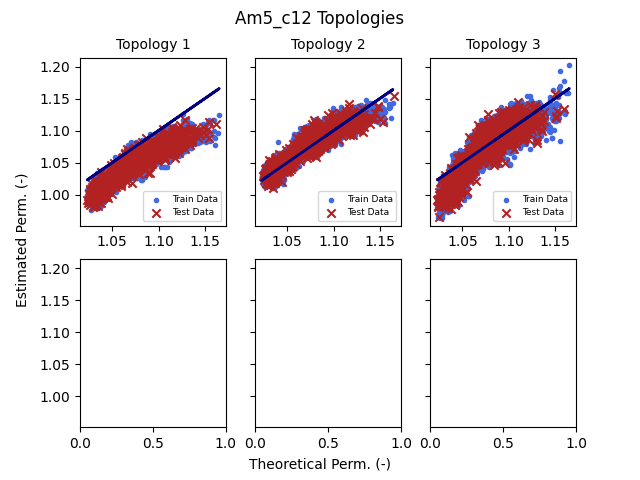 Am5_c12 Topologies
Topology 1 Topology 2 Topology 3
1.20
1.15
1.10
1.05
1.00
Train Data
Test Data
Train Data
Test Data
Train Data
Test Data
1.05 1.10 1.15 1.05 1.10 1.15 1.05 1.10 1.15
Estimated Perm. (-)
1.20
1.15
1.10
1.05
1.00
0.0 0.5 1.0 0.0 0.5 1.0 0.0 0.5 1.0
Theoretical Perm. (-)